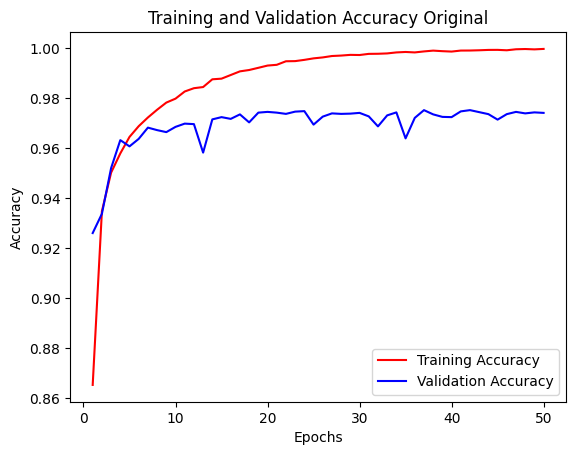 Training and Validation Accuracy Original
1.00
0.98
0.96
0.94
0.92
0.90
0.88
0.86
Accuracy
Training Accuracy
Validation Accuracy
0 10 20 30 40 50
Epochs